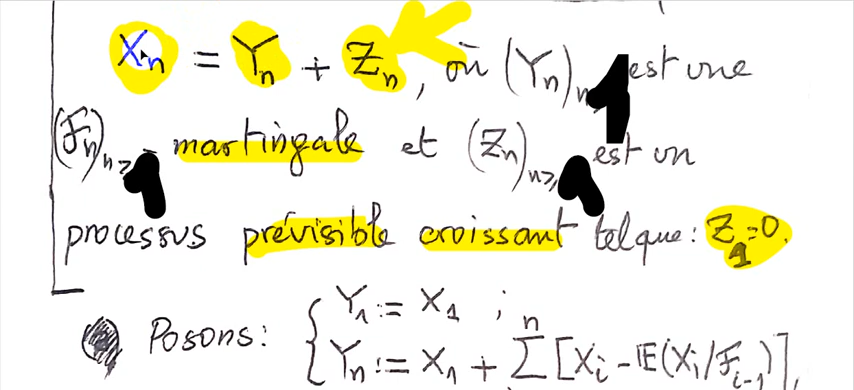 Xn = Yn + Zn, où (Yn)n 1 est une
(Fn)n≥1 martingale et (Zn)n≥1 est un
processus prévisible croissant tel que: Z1=0.
Posons: { Y1 := X1 ;
Yn := X1 + Σ n [Xi - E(Xi/Fi-1)],